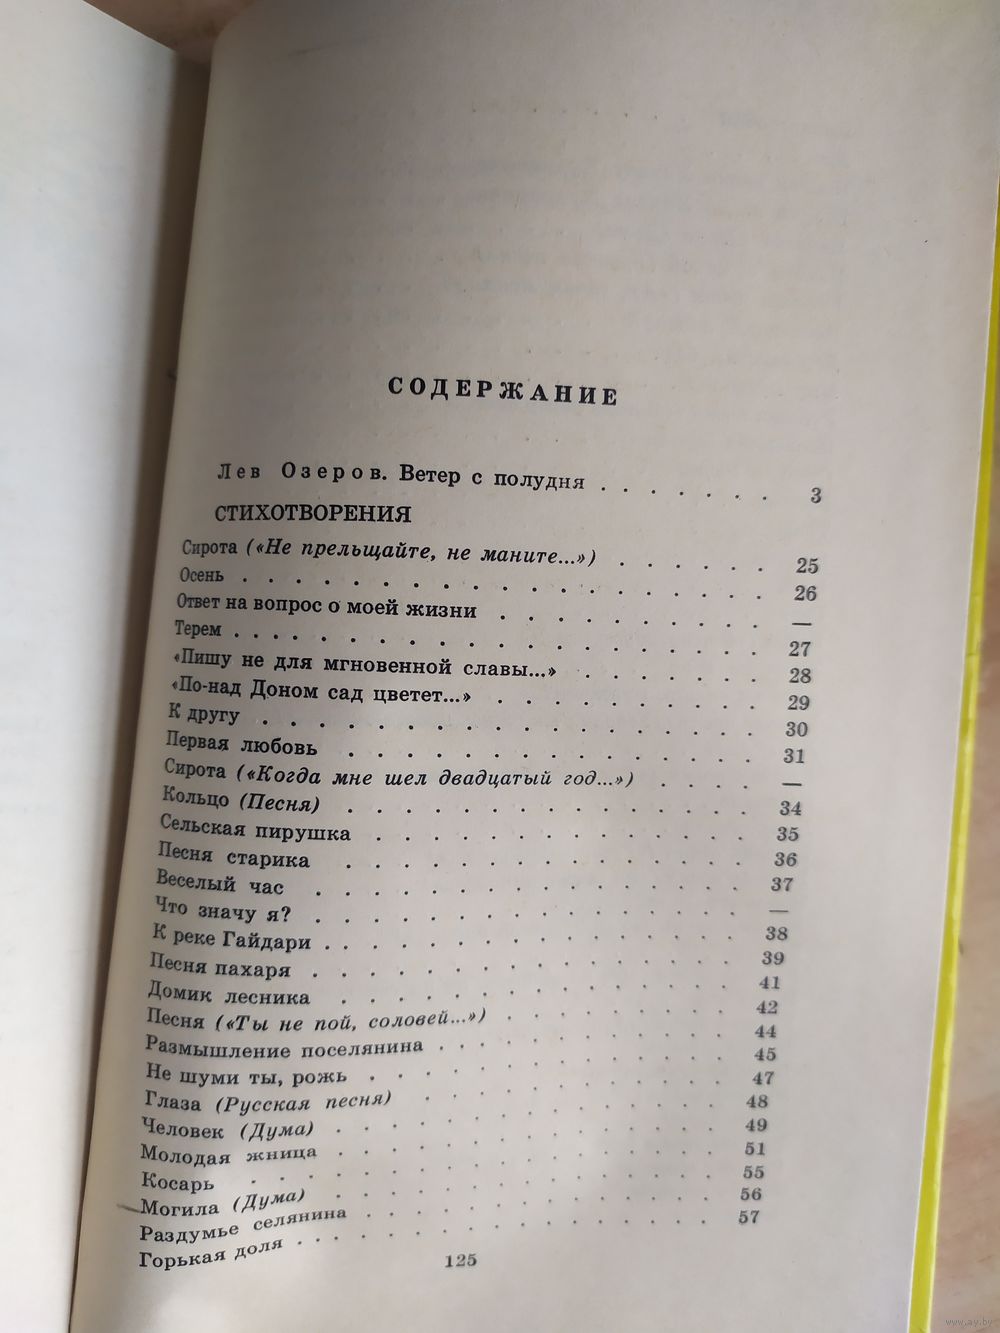 СОДЕРЖАНИЕ
Лев Озеров. Ветер с полудня . . . . . . . 3
СТИХОТВОРЕНИЯ
Сирота («Не прельщайте, не маните...») . . . . . . 25
Осень . . . . . . . . . . . . . . . . . . . 26
Ответ на вопрос о моей жизни . . . . . . . . . . —
Терем . . . . . . . . . . . . . . . . . . . 27
«Пишу не для мгновенной славы...» . . . . . . . 28
«По-над Доном сад цветет...» . . . . . . . . . 29
К другу . . . . . . . . . . . . . . . . . . 30
Первая любовь . . . . . . . . . . . . . . 31
Сирота («Когда мне шел двадцатый год...») . . . . —
Кольцо (Песня) . . . . . . . . . . . . . . 34
Сельская пирушка . . . . . . . . . . . . . 35
Песня старика . . . . . . . . . . . . . . 36
Веселый час . . . . . . . . . . . . . . . 37
Что значу я? . . . . . . . . . . . . . . . —
К реке Гайдари . . . . . . . . . . . . . . 38
Песня пахаря . . . . . . . . . . . . . . . 39
Домик лесника . . . . . . . . . . . . . . 41
Песня («Ты не пой, соловей...») . . . . . . . . 42
Размышление поселянина . . . . . . . . . . 44
Не шуми ты, рожь . . . . . . . . . . . . . 45
Глаза (Русская песня) . . . . . . . . . . . 47
Человек (Дума) . . . . . . . . . . . . . . 48
Молодая жница . . . . . . . . . . . . . . 49
Косарь . . . . . . . . . . . . . . . . . 51
Могила (Дума) . . . . . . . . . . . . . . 55
Раздумье селянина . . . . . . . . . . . . . 56
Горькая доля . . . . . . . . . . . . . . . 57
125
www.ay.by